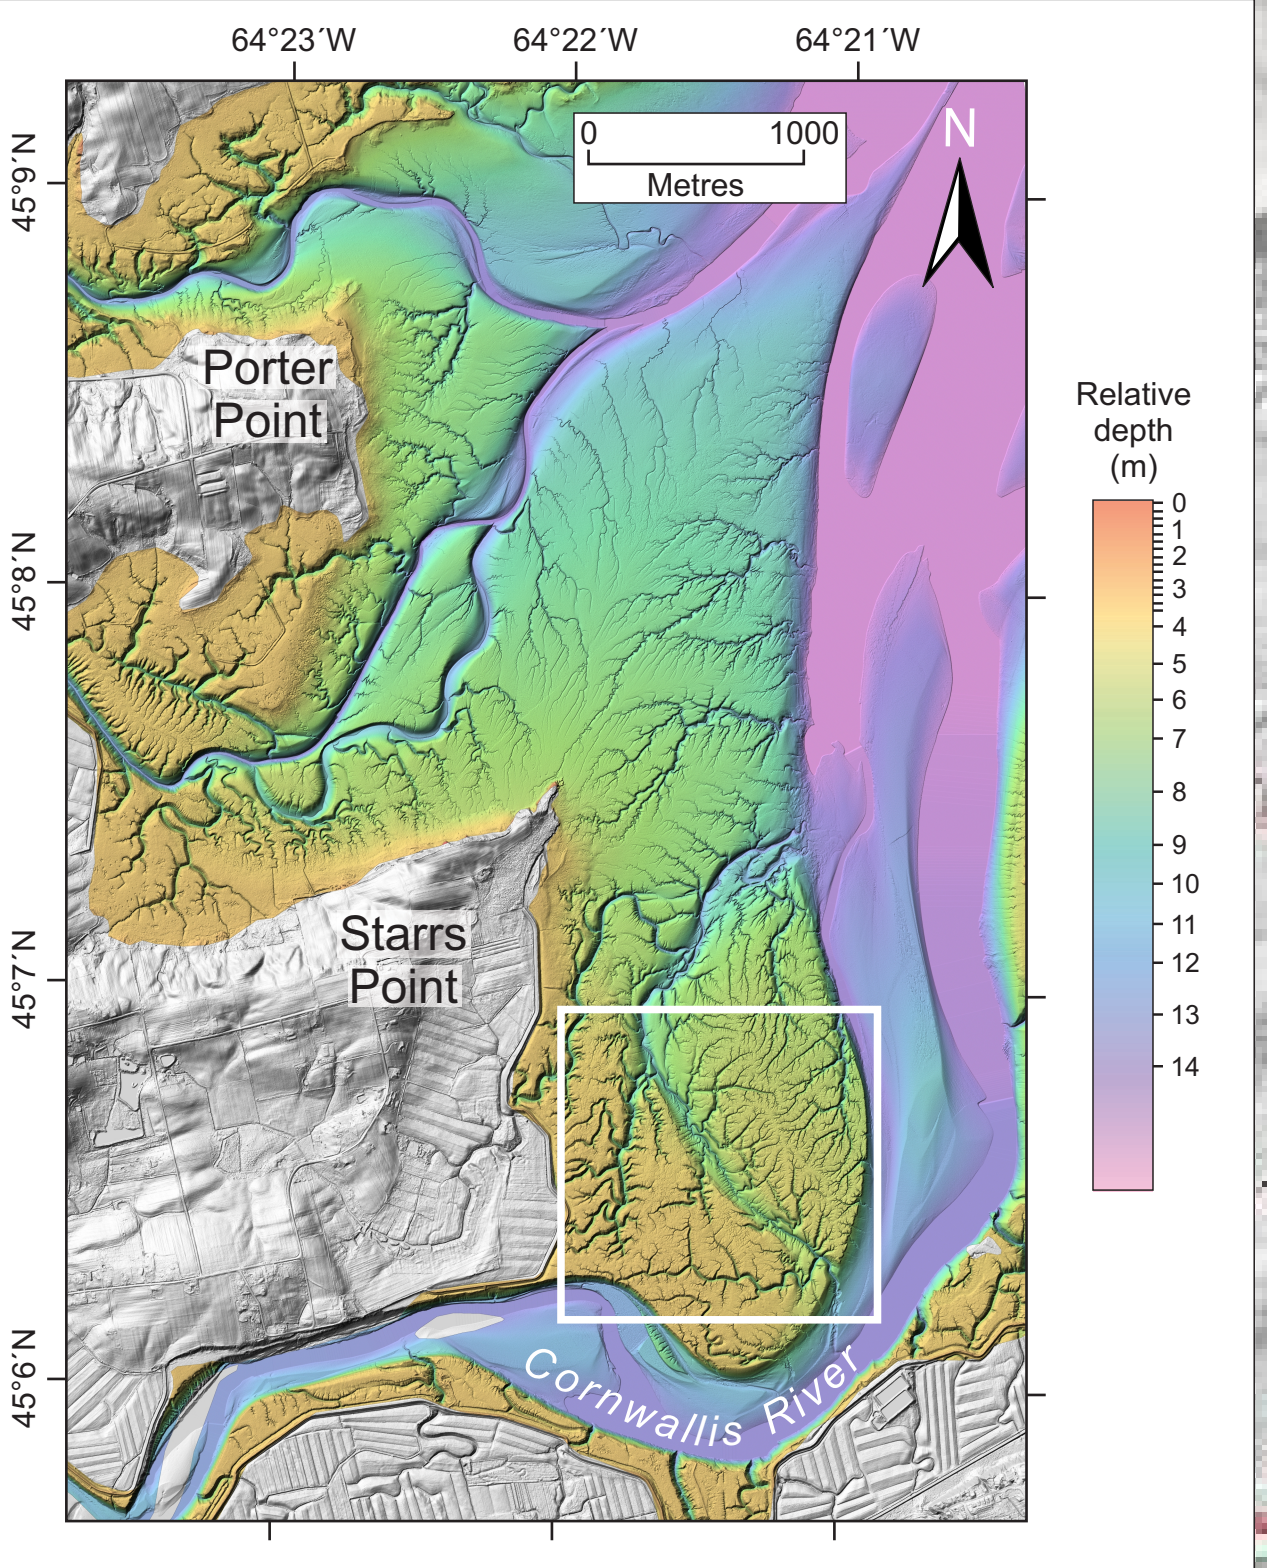 64°23´W 64°22´W 64°21´W
45°9´N
45°8´N
45°7´N
45°6´N
0 1000
Metres
N
Porter
Point
Starrs
Point
Cornwallis River
Relative
depth
(m)
0
1
2
3
4
5
6
7
8
9
10
11
12
13
14